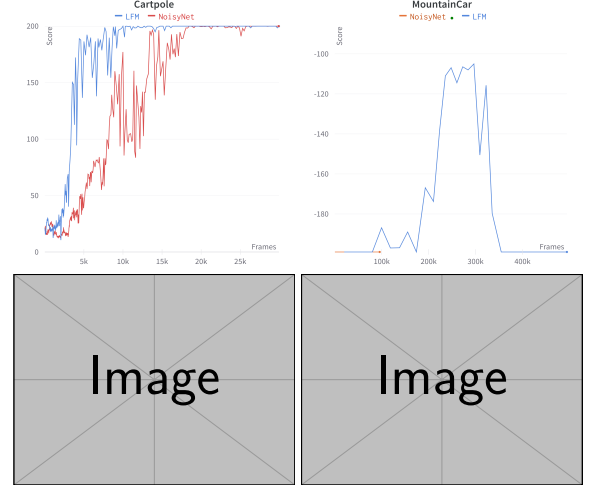 Cartpole
LFM NoisyNet
Score
200
150
100
50
0
5k 10k 15k 20k 25k
Frames
MountainCar
NoisyNet LFM
Score
-100
-120
-140
-160
-180
100k 200k 300k 400k
Frames
Image
Image